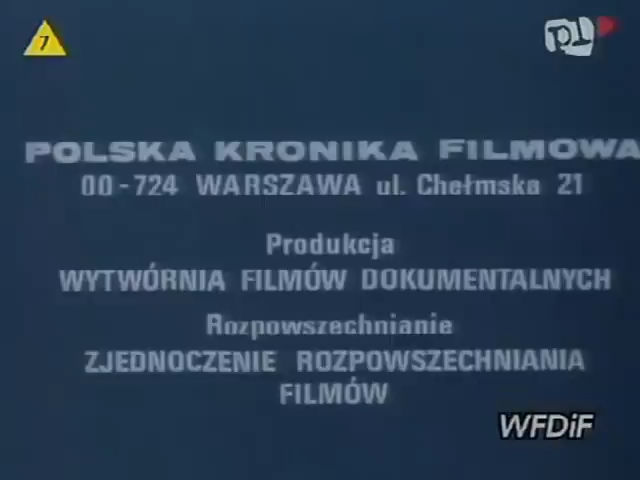 7
pl
POLSKA KRONIKA FILMOWA
00-724 WARSZAWA ul. Chełmska 21
Produkcja
WYTWÓRNIA FILMÓW DOKUMENTALNYCH
Rozpowszechnianie
ZJEDNOCZENIE ROZPOWSZECHNIANIA
FILMÓW
WFDiF